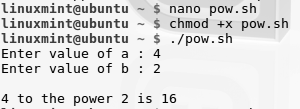 linuxmint@ubuntu ~ $ nano pow.sh
linuxmint@ubuntu ~ $ chmod +x pow.sh
linuxmint@ubuntu ~ $ ./pow.sh
Enter value of a : 4
Enter value of b : 2
4 to the power 2 is 16